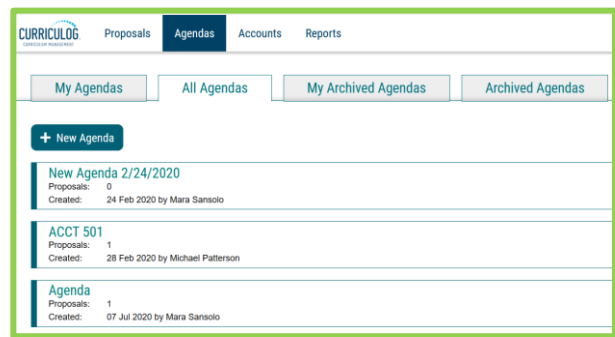 CURRICULOG
CURRICULUM MANAGEMENT
Proposals Agendas Accounts Reports
My Agendas All Agendas My Archived Agendas Archived Agendas
+ New Agenda
New Agenda 2/24/2020
Proposals: 0
Created: 24 Feb 2020 by Mara Sansolo
ACCT 501
Proposals: 1
Created: 28 Feb 2020 by Michael Patterson
Agenda
Proposals: 1
Created: 07 Jul 2020 by Mara Sansolo